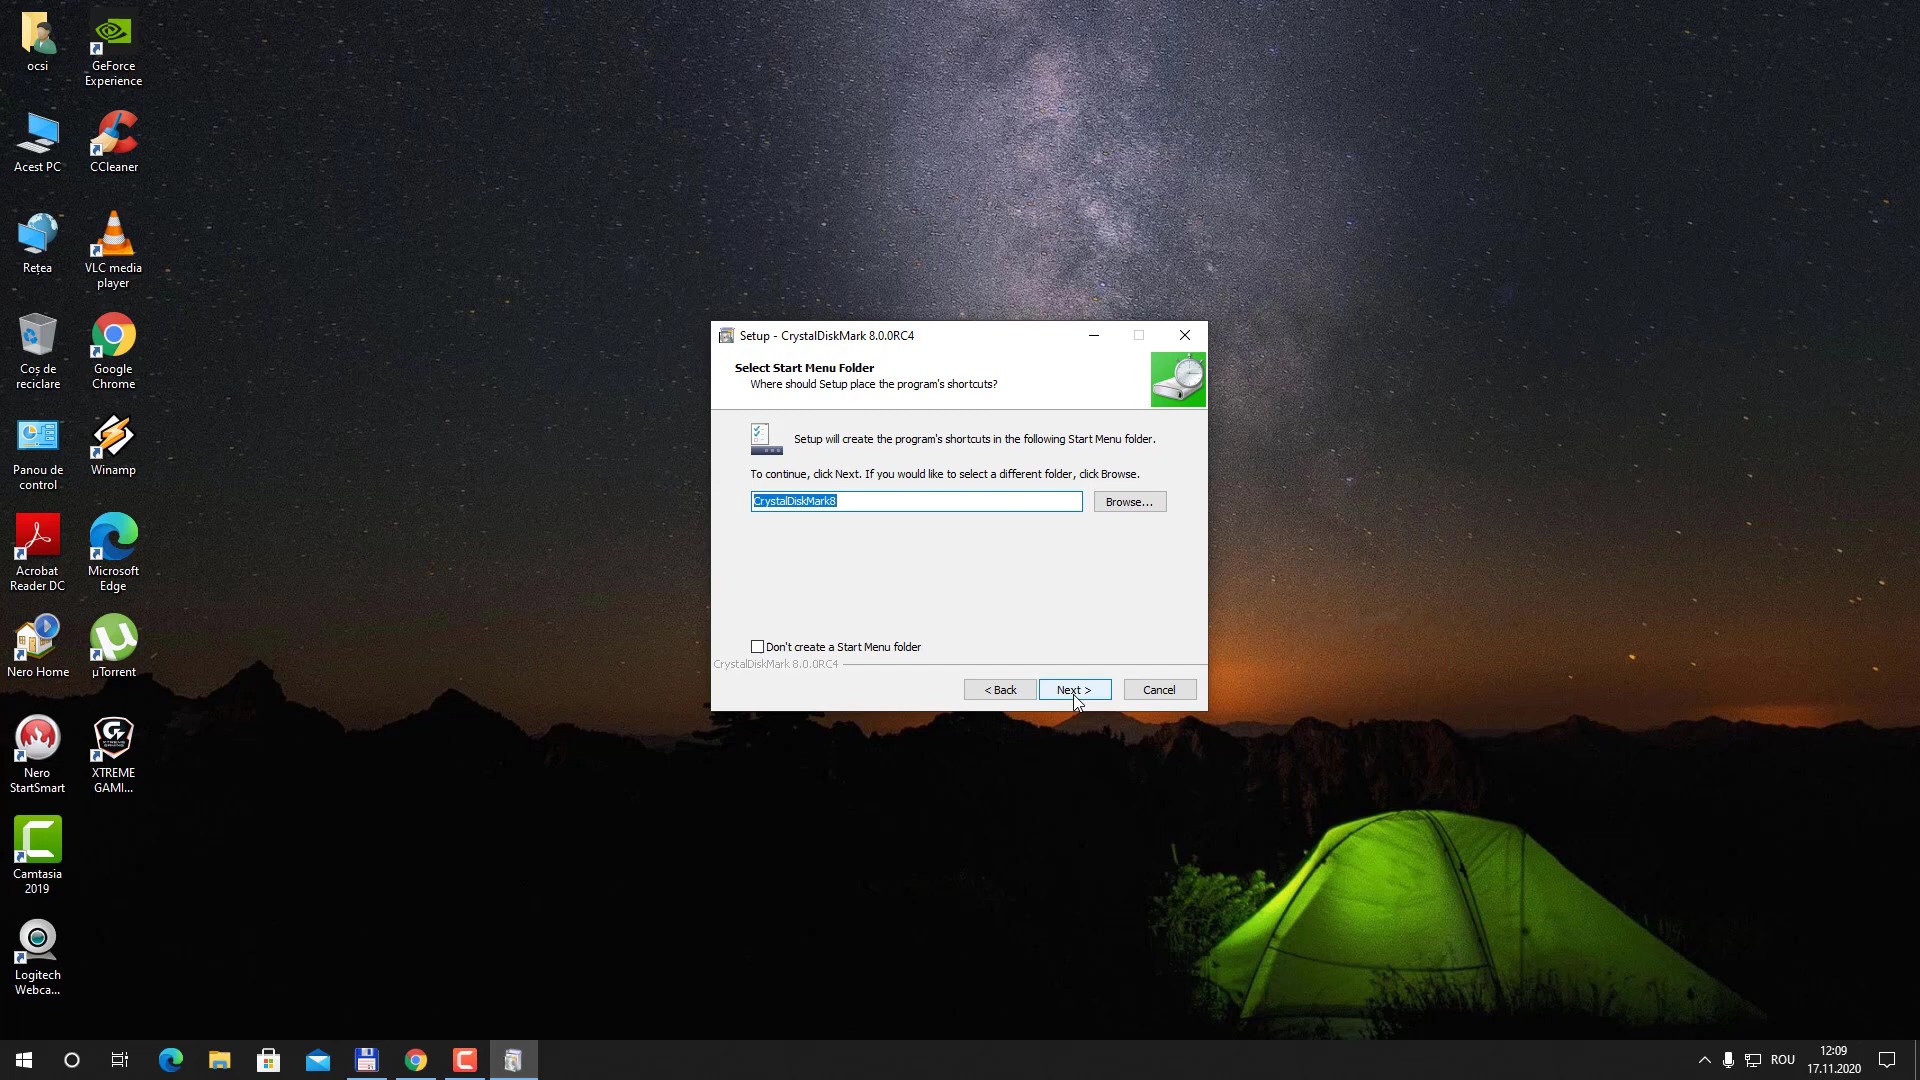 ocsi
GeForce
Experience
Acest PC
CCleaner
Rețea
VLC media
player
Coș de
reciclare
Google
Chrome
Panou de
control
Winamp
Acrobat
Reader DC
Microsoft
Edge
Nero Home
µTorrent
Nero
StartSmart
XTREME
GAMI...
Camtasia
2019
Logitech
Webca...
Setup - CrystalDiskMark 8.0.0RC4
Select Start Menu Folder
Where should Setup place the program's shortcuts?
Setup will create the program's shortcuts in the following Start Menu folder.
To continue, click Next. If you would like to select a different folder, click Browse.
CrystalDiskMark8
Browse...
Don't create a Start Menu folder
CrystalDiskMark 8.0.0RC4
< Back
Next >
Cancel
ROU
12:09
17.11.2020